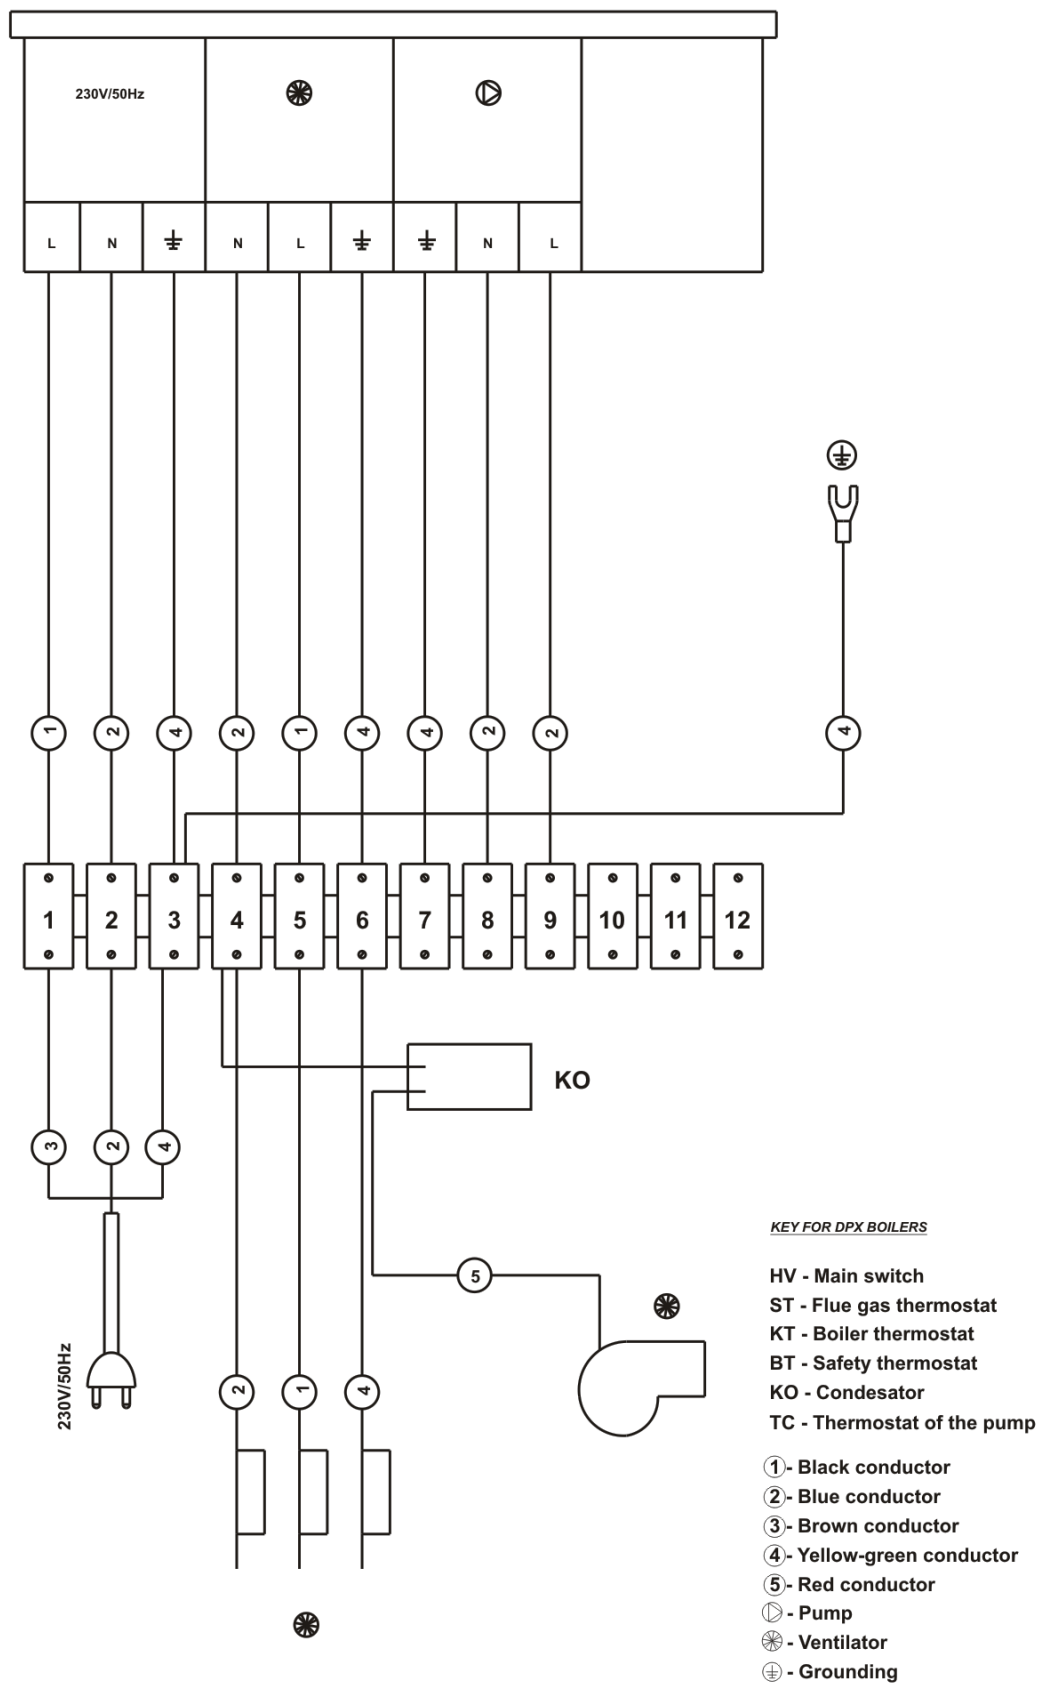 230V/50Hz
L N N L N L
1 2 4 2 1 4 4 2 2 4
1 2 3 4 5 6 7 8 9 10 11 12
KO
3 2 4
5
230V/50Hz
2 1 4
KEY FOR DPX BOILERS
HV - Main switch
ST - Flue gas thermostat
KT - Boiler thermostat
BT - Safety thermostat
KO - Condesator
TC - Thermostat of the pump
1 - Black conductor
2 - Blue conductor
3 - Brown conductor
4 - Yellow-green conductor
5 - Red conductor
- Pump
- Ventilator
- Grounding